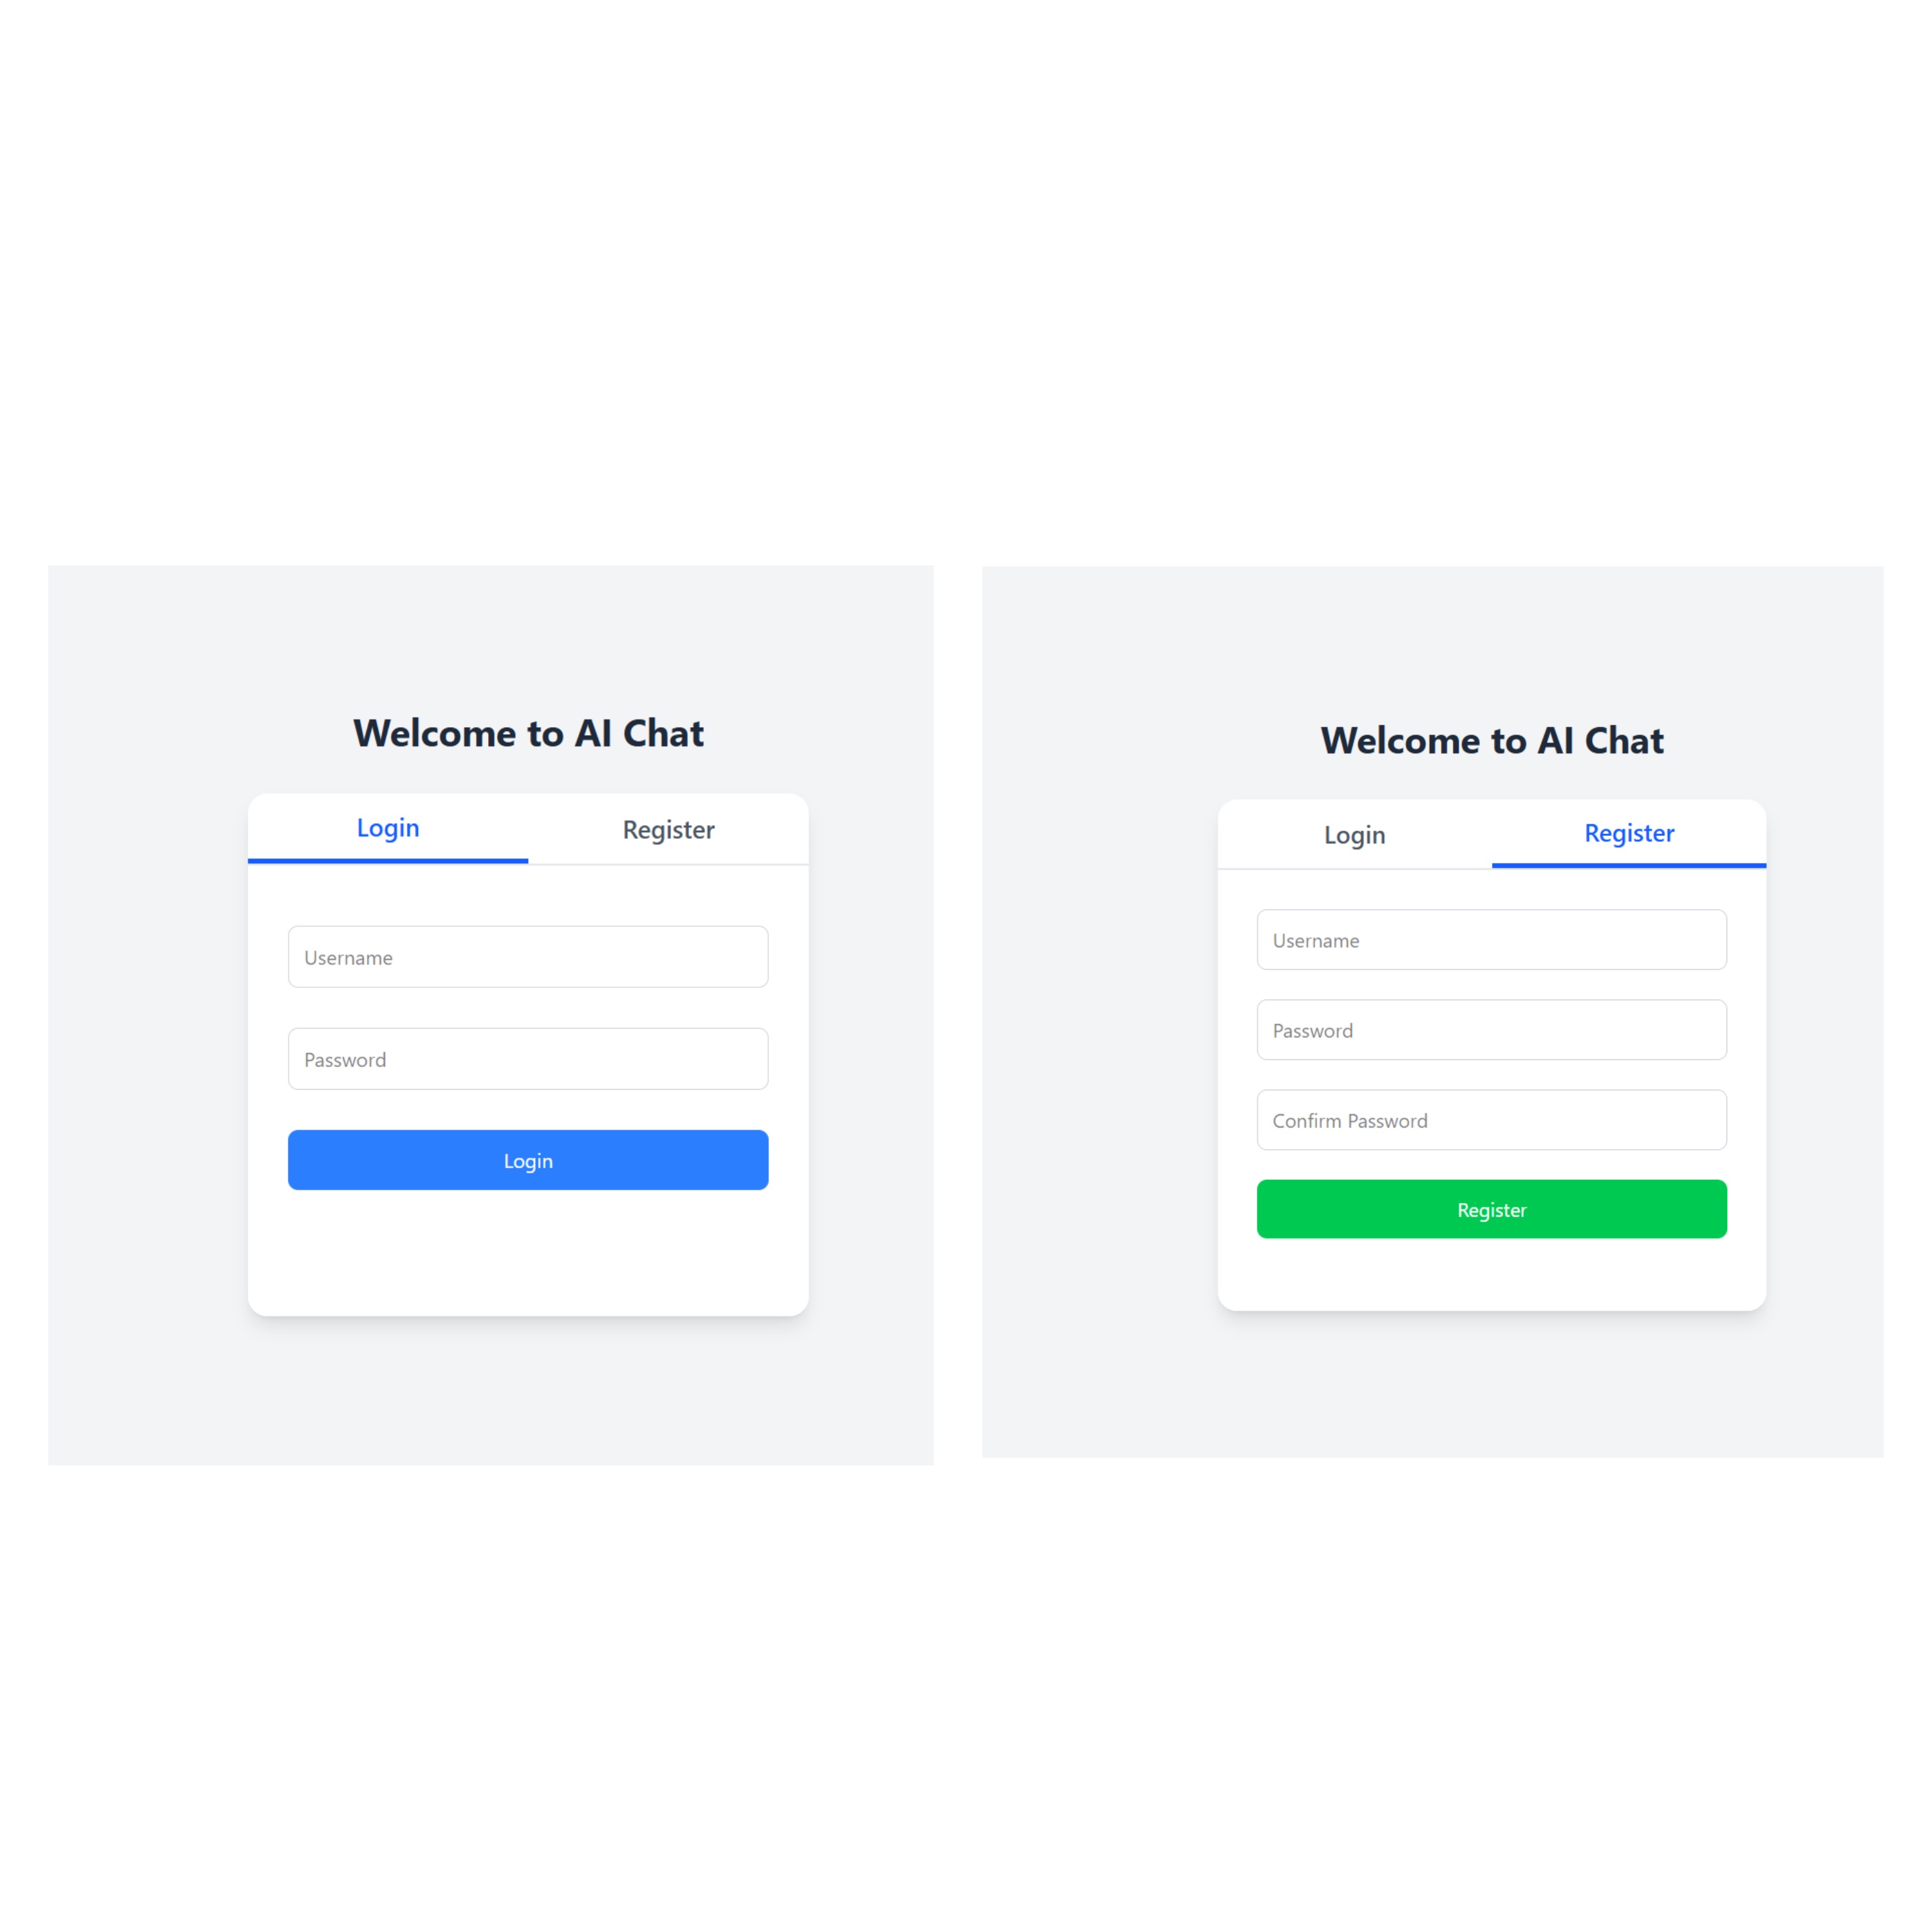 Welcome to AI Chat
Login Register
Username
Password
Login
Welcome to AI Chat
Login Register
Username
Password
Confirm Password
Register